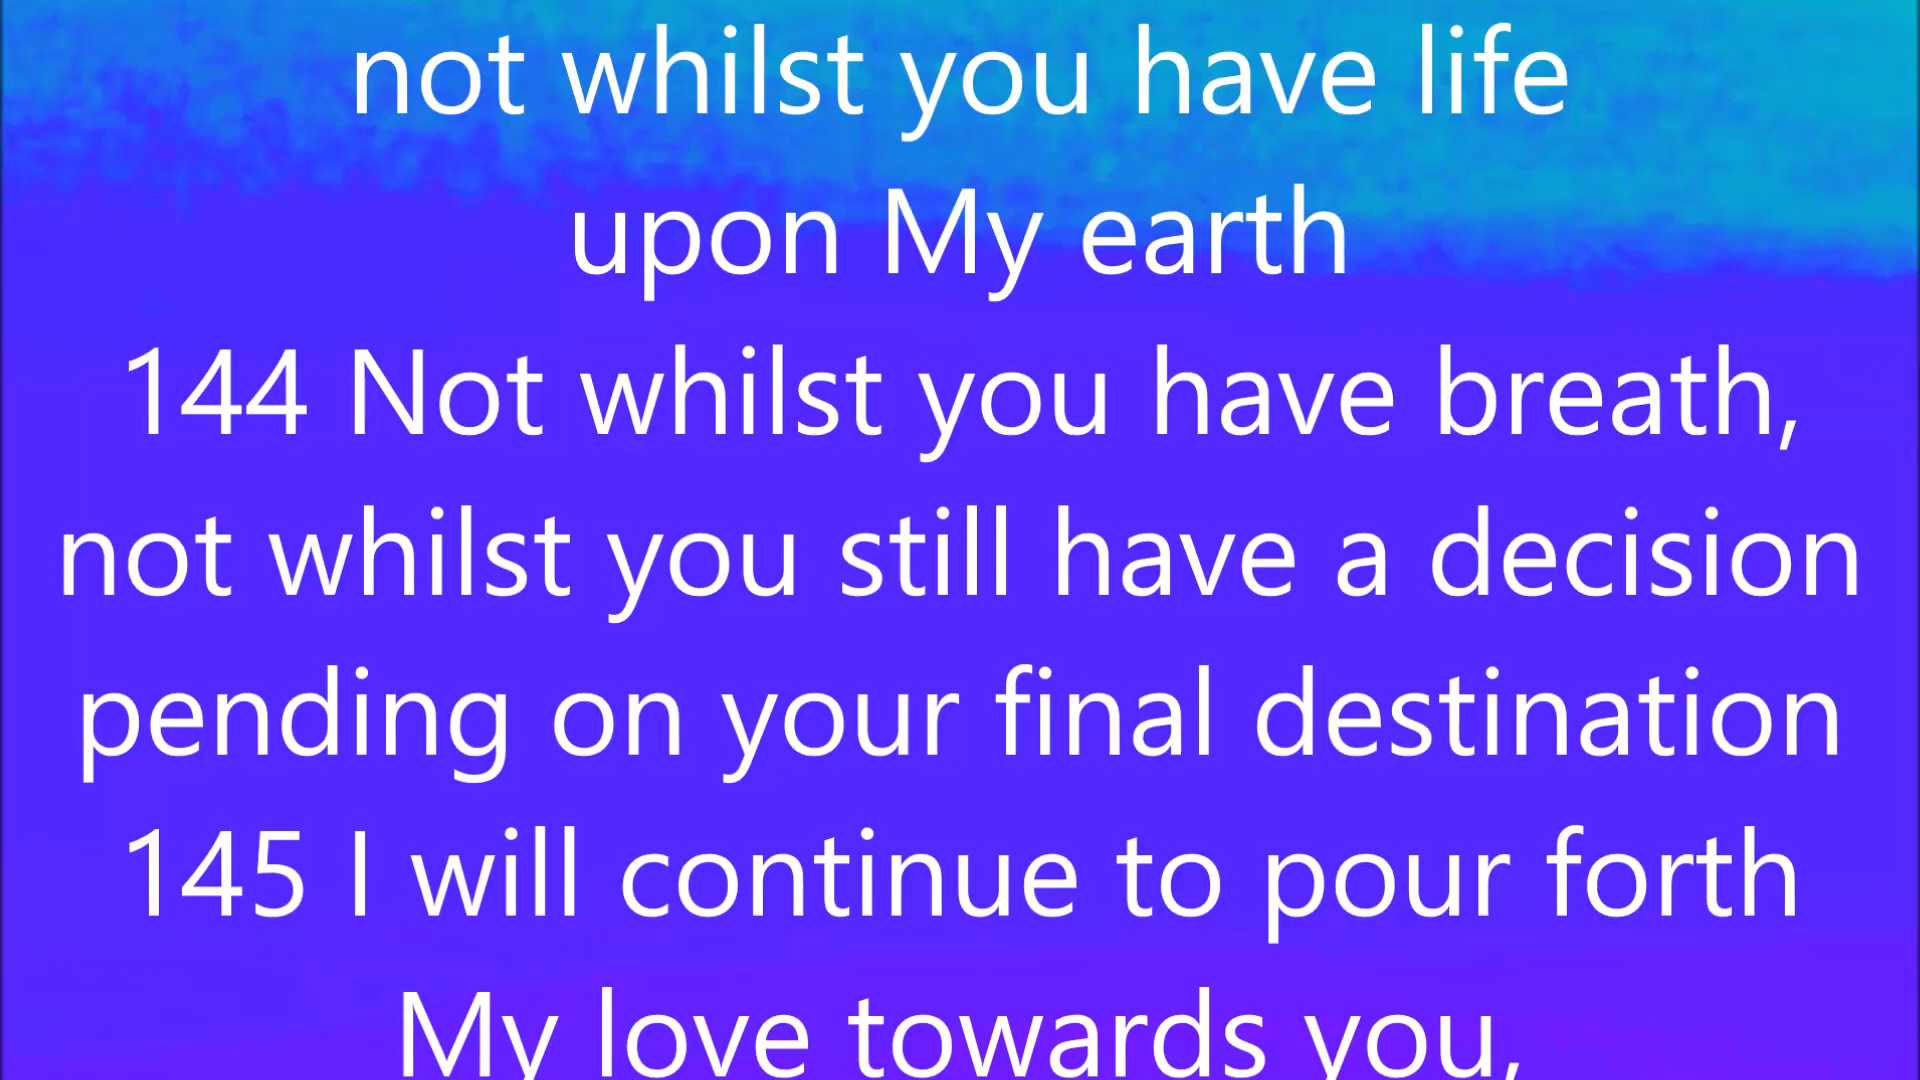 not whilst you have life
upon My earth
144 Not whilst you have breath,
not whilst you still have a decision
pending on your final destination
145 I will continue to pour forth
My love towards you,